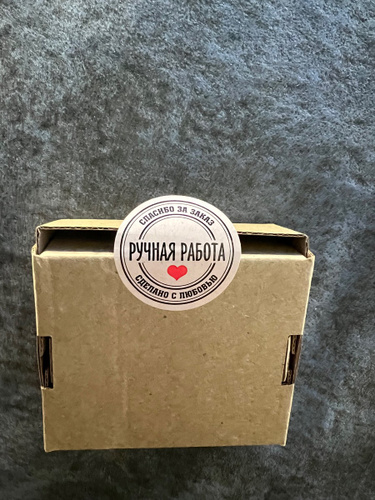 СПАСИБО ЗА ЗАКАЗ
РУЧНАЯ РАБОТА
СДЕЛАНО С ЛЮБОВЬЮ